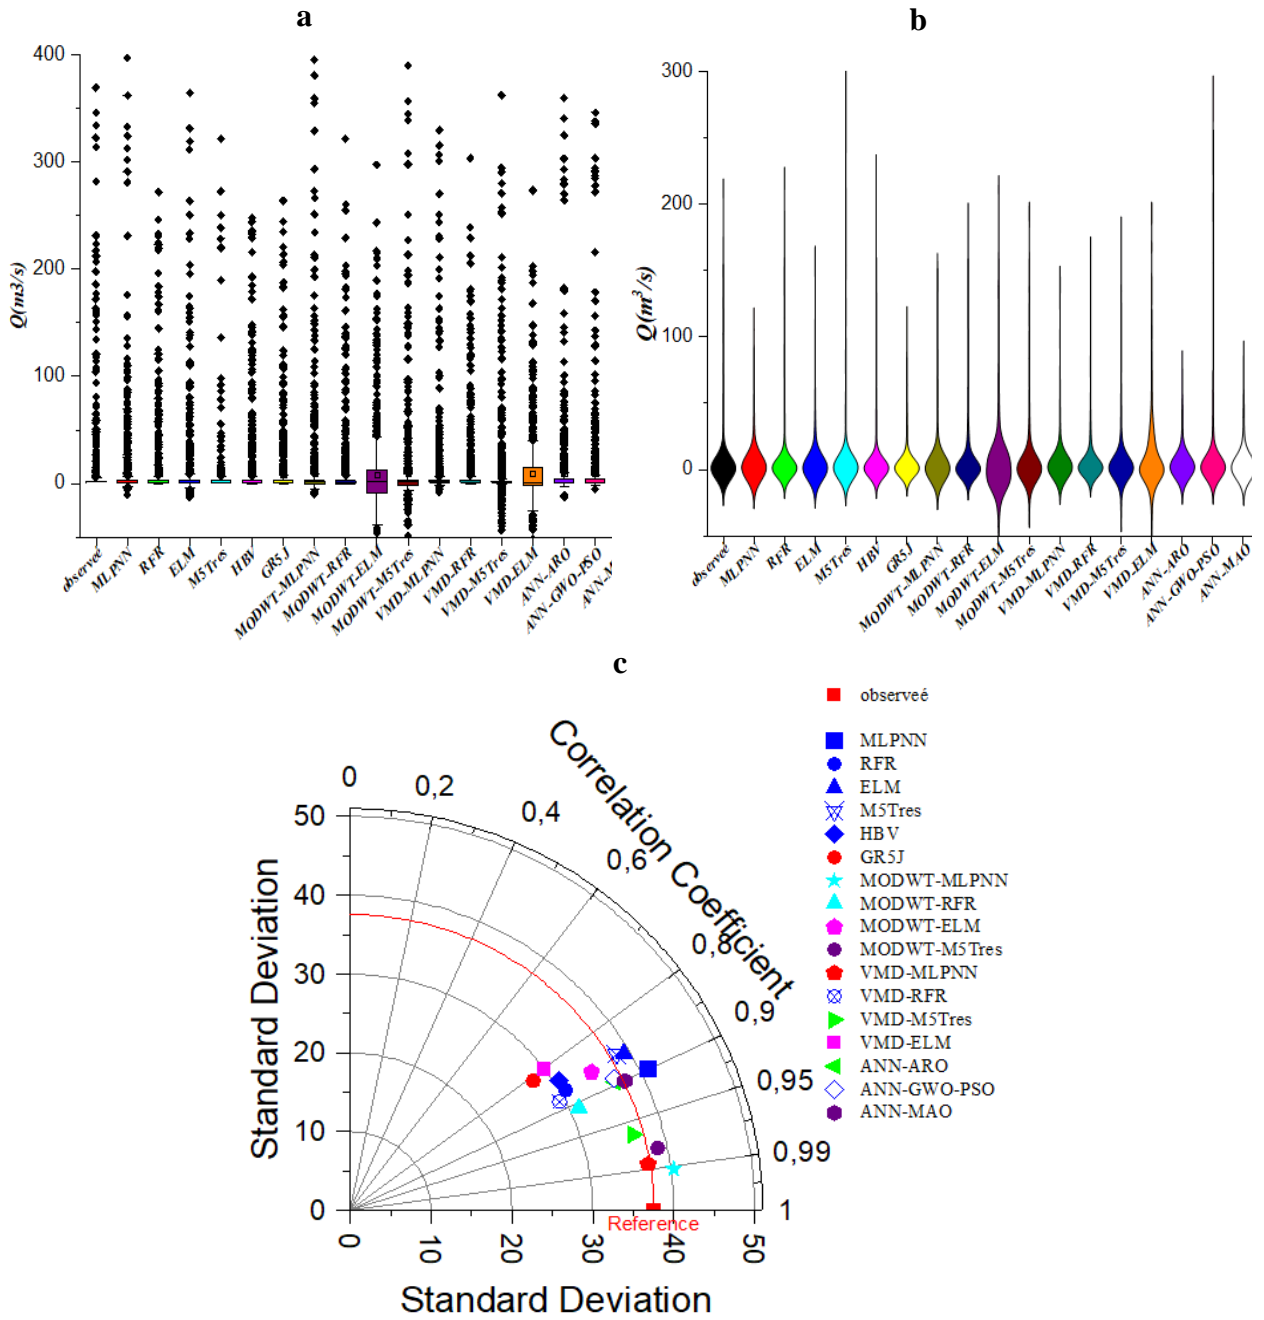 a
400
300
200
100
0
Q(m3/s)
observeé
MLPNN
RFR
ELM
M5Tres
HBV
GR5J
MODWT-MLPNN
MODWT-RFR
MODWT-ELM
MODWT-M5Tres
VMD-MLPNN
VMD-RFR
VMD-M5Tres
VMD-ELM
ANN-ARO
ANN-GWO-PSO
ANN-M
b
300
200
100
0
Q(m³/s)
observeé
MLPNN
RFR
ELM
M5Tres
HBV
GR5J
MODWT-MLPNN
MODWT-RFR
MODWT-ELM
MODWT-M5Tres
VMD-MLPNN
VMD-RFR
VMD-M5Tres
VMD-ELM
ANN-ARO
ANN-GWO-PSO
ANN-MAO
c
Standard Deviation
50
40
30
20
10
0
0
0,2
0,4
0,6
0,8
0,9
0,95
0,99
1
Correlation Coefficient
Reference
0
10
20
30
40
50
Standard Deviation
observeé
MLPNN
RFR
ELM
M5Tres
HBV
GR5J
MODWT-MLPNN
MODWT-RFR
MODWT-ELM
MODWT-M5Tres
VMD-MLPNN
VMD-RFR
VMD-M5Tres
VMD-ELM
ANN-ARO
ANN-GWO-PSO
ANN-MAO